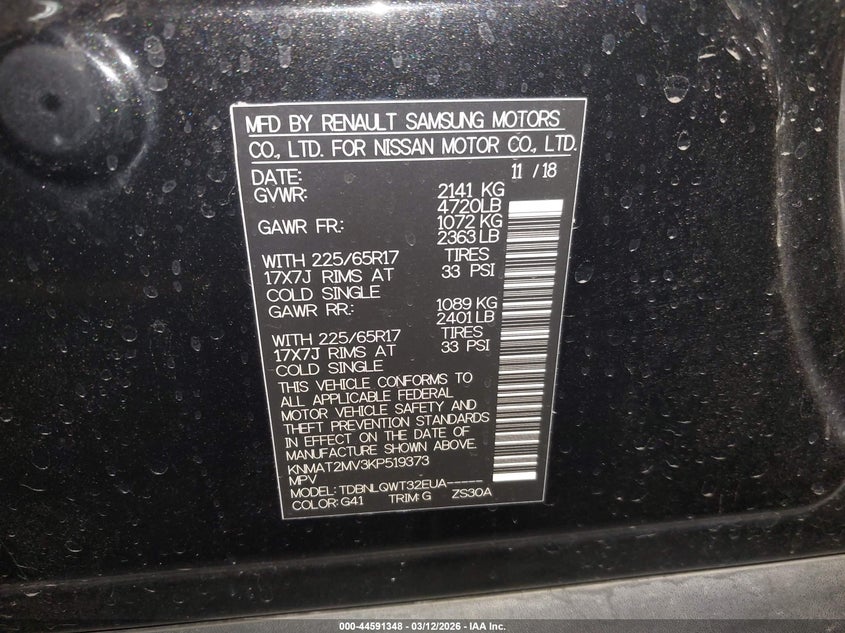 MFD BY RENAULT SAMSUNG MOTORS
CO., LTD. FOR NISSAN MOTOR CO., LTD.
DATE: 11 / 18
GVWR: 2141 KG
4720LB
GAWR FR.: 1072 KG
2363 LB
WITH 225/65R17 TIRES
17X7J RIMS AT 33 PSI
COLD SINGLE
GAWR RR.: 1089 KG
2401 LB
WITH 225/65R17 TIRES
17X7J RIMS AT 33 PSI
COLD SINGLE
THIS VEHICLE CONFORMS TO
ALL APPLICABLE FEDERAL
MOTOR VEHICLE SAFETY AND
THEFT PREVENTION STANDARDS
IN EFFECT ON THE DATE OF
MANUFACTURE SHOWN ABOVE.
KNMAT2MV3KP519373
MPV
MODEL: TDBNLQWT32EUA-----
COLOR: G41 TRIM: G ZS30A
000-44591348 - 03/12/2026 - IAA Inc.